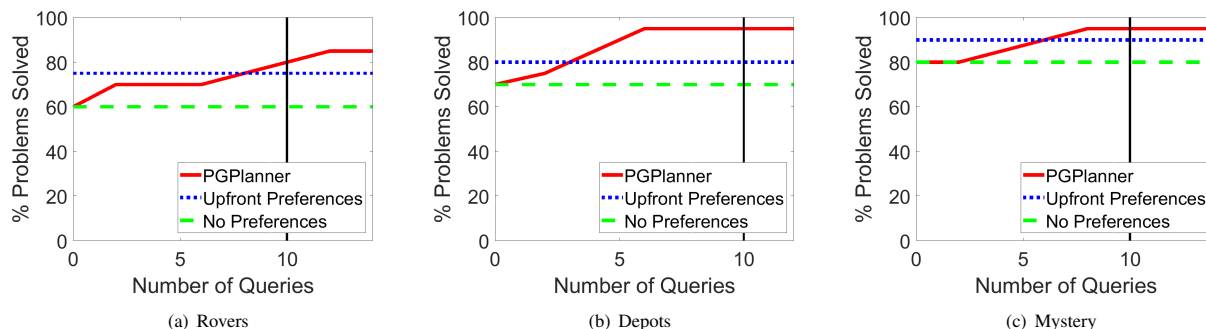 100
80
60
40
20
0
% Problems Solved
PGPlanner
Upfront Preferences
No Preferences
0 5 10
Number of Queries
(a) Rovers
100
80
60
40
20
0
% Problems Solved
PGPlanner
Upfront Preferences
No Preferences
0 5 10
Number of Queries
(b) Depots
100
80
60
40
20
0
% Problems Solved
PGPlanner
Upfront Preferences
No Preferences
0 5 10
Number of Queries
(c) Mystery